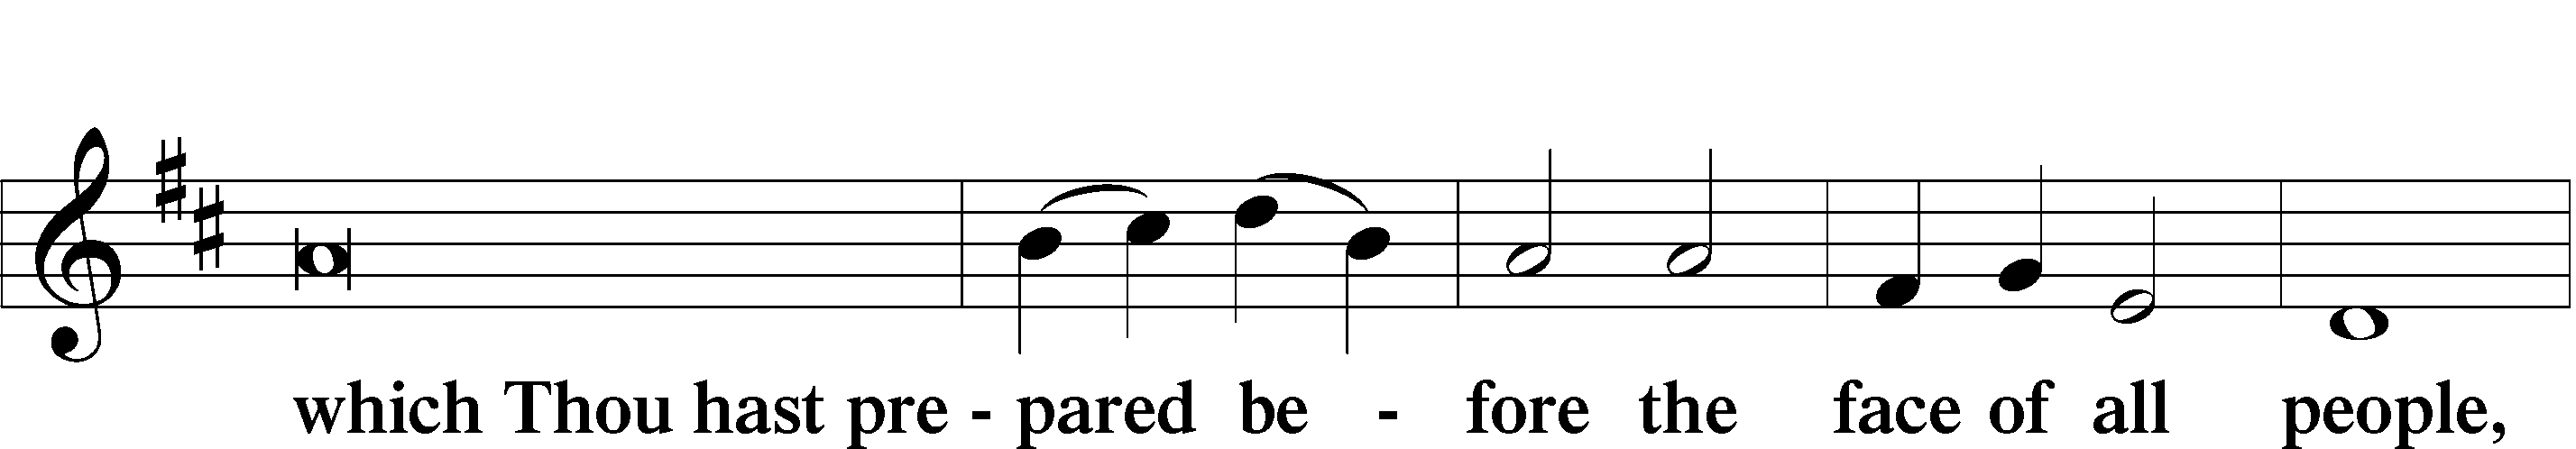 which Thou hast pre - pared be - fore the face of all people,